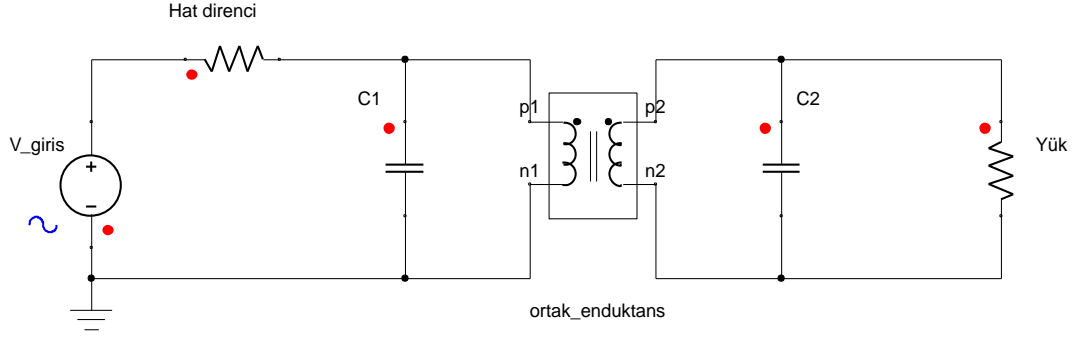 Hat direnci
C1
C2
p1
p2
V_giris
Yük
n1
n2
ortak_enduktans